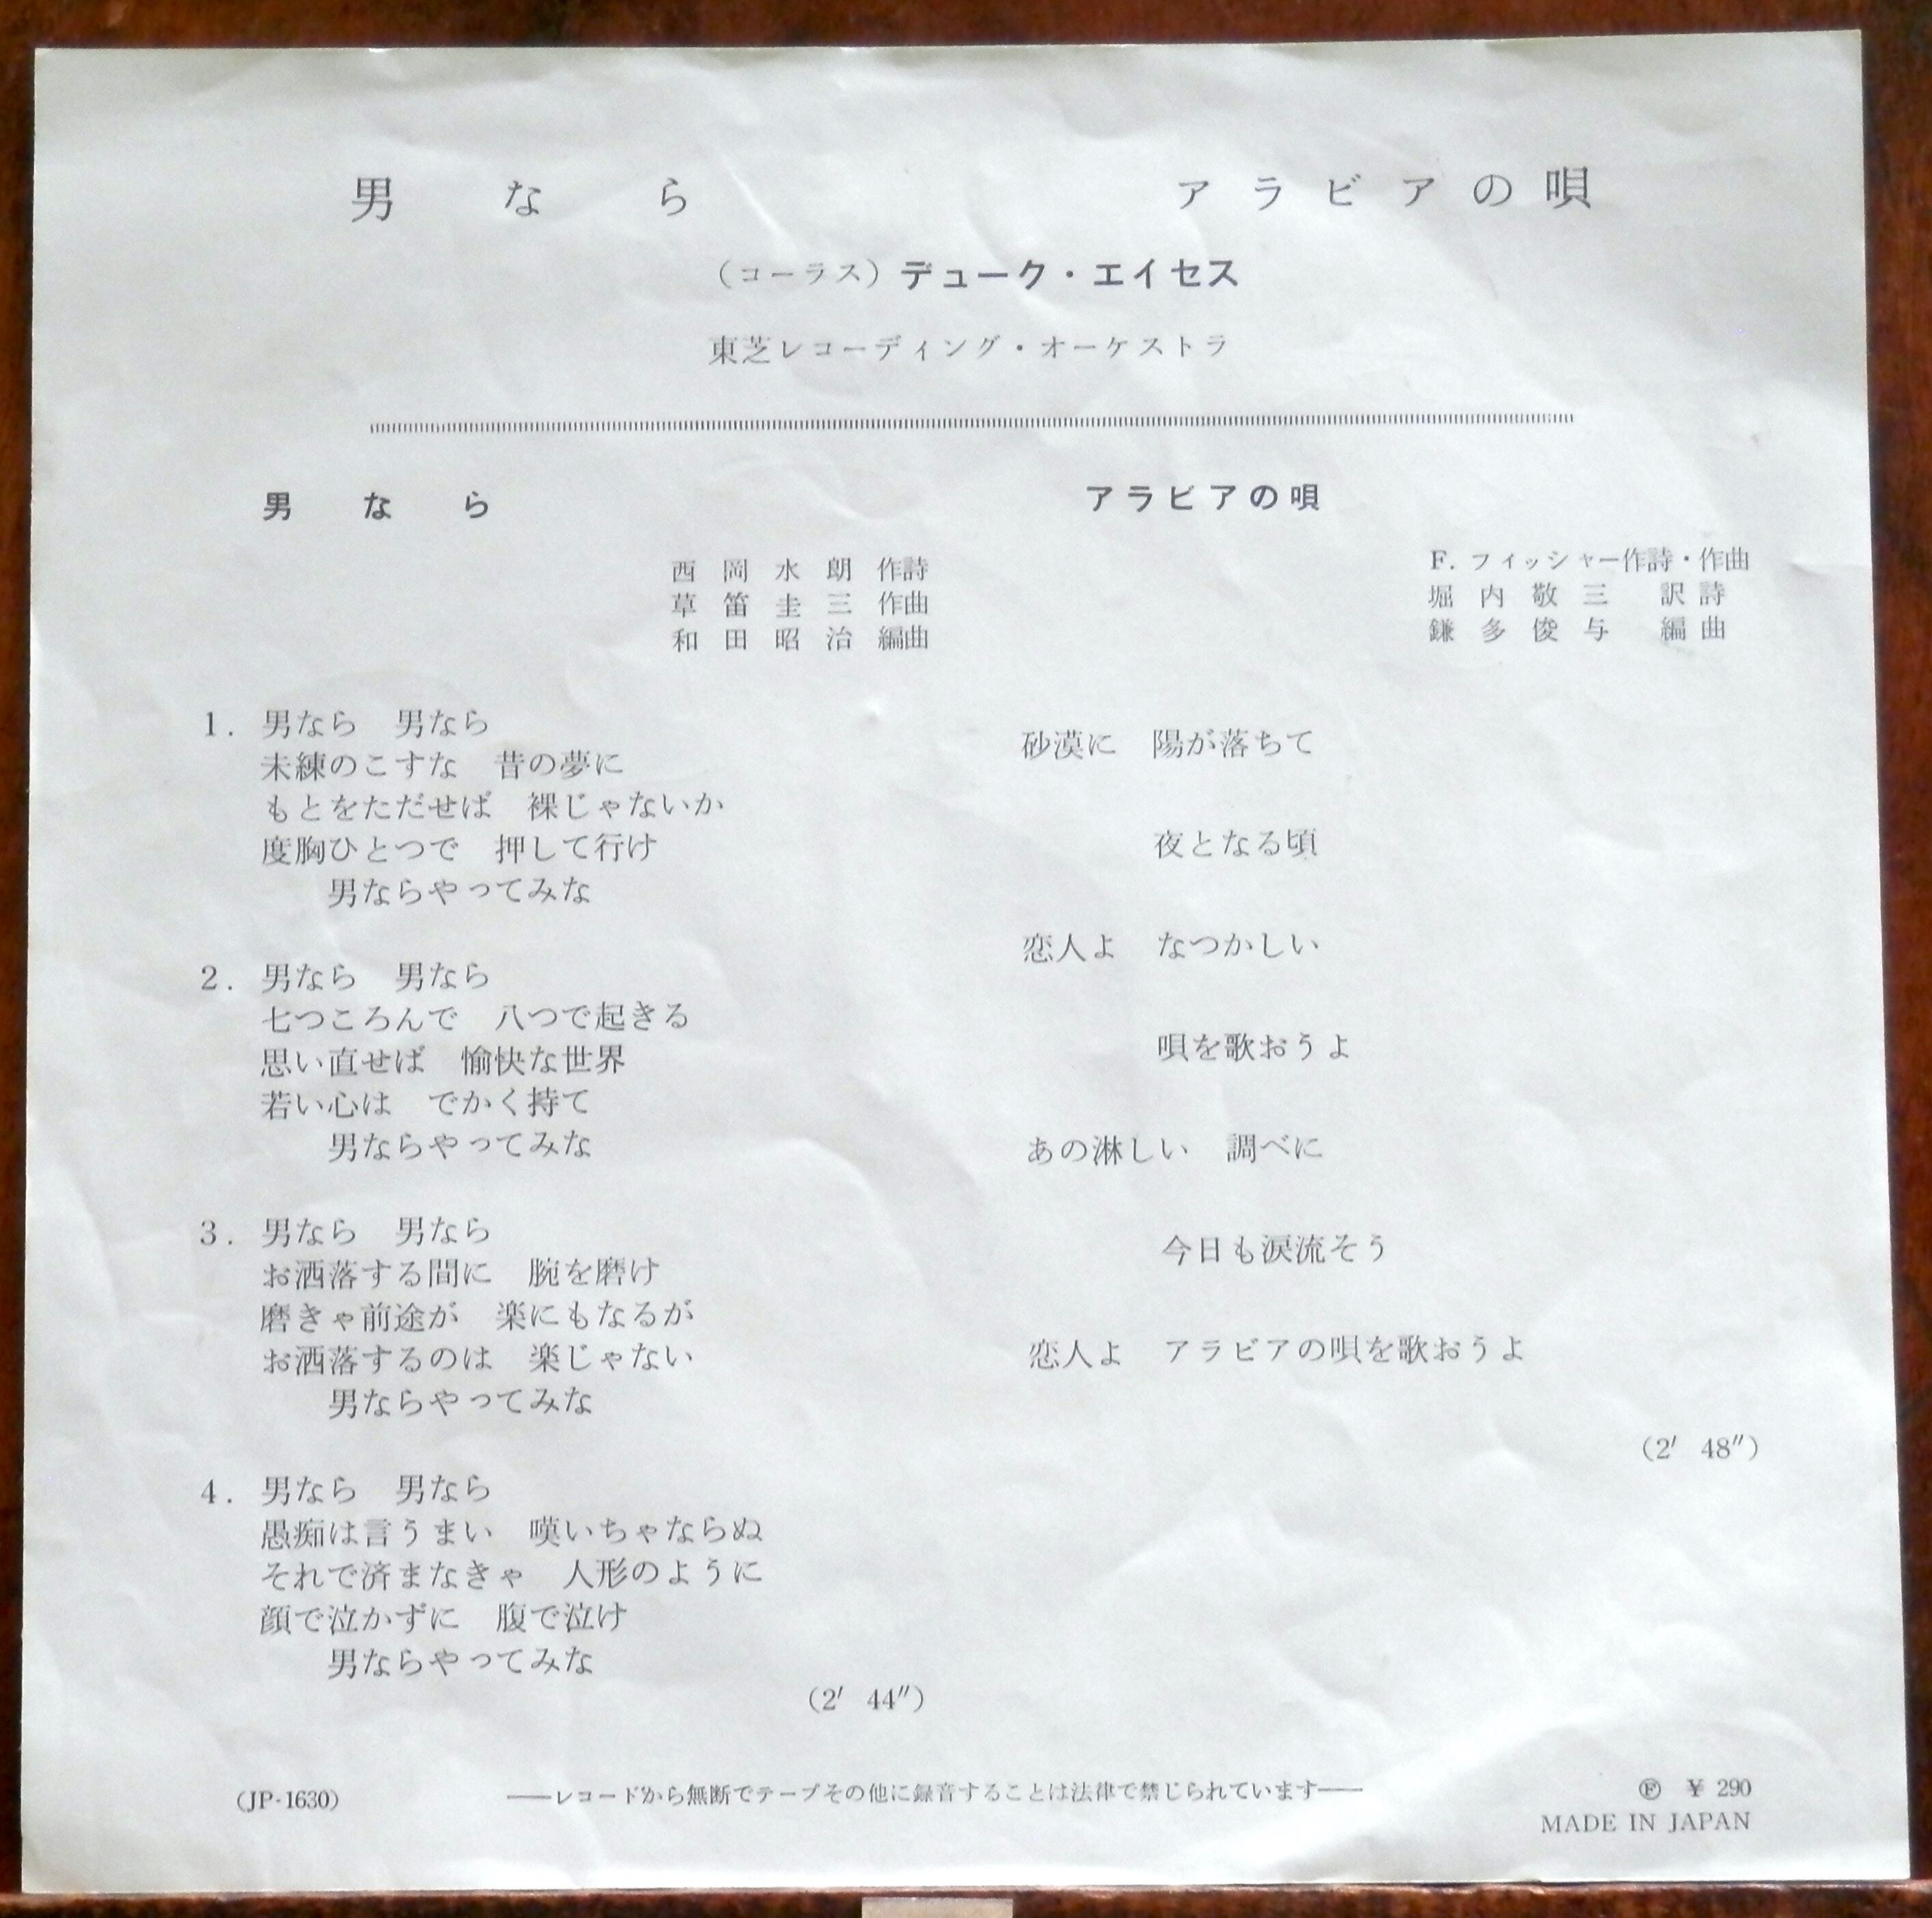 男なら　アラビアの唄
（コーラス）デューク・エイセス
東芝レコーディング・オーケストラ
男なら
西岡水朗 作詩
草笛圭三 作曲
和田昭治 編曲
1. 男なら　男なら
未練のこすな　昔の夢に
もとをただせば　裸じゃないか
度胸ひとつで　押して行け
男ならやってみな
2. 男なら　男なら
七つころんで　八つで起きる
思い直せば　愉快な世界
若い心は　でかく持て
男ならやってみな
3. 男なら　男なら
お洒落する間に　腕を磨け
磨きゃ前途が　楽にもなるが
お洒落するのは　楽じゃない
男ならやってみな
4. 男なら　男なら
愚痴は言うまい　嘆いちゃならぬ
それで済まなきゃ　人形のように
顔で泣かずに　腹で泣け
男ならやってみな
（2′ 44″）
アラビアの唄
F. フィッシャー作詩・作曲
堀内敬三 訳詩
鎌多俊与 編曲
砂漠に　陽が落ちて
夜となる頃
恋人よ　なつかしい
唄を歌おうよ
あの淋しい　調べに
今日も涙流そう
恋人よ　アラビアの唄を歌おうよ
（2′ 48″）
(JP-1630)
――レコードから無断でテープその他に録音することは法律で禁じられています――
Ⓕ ￥290
MADE IN JAPAN